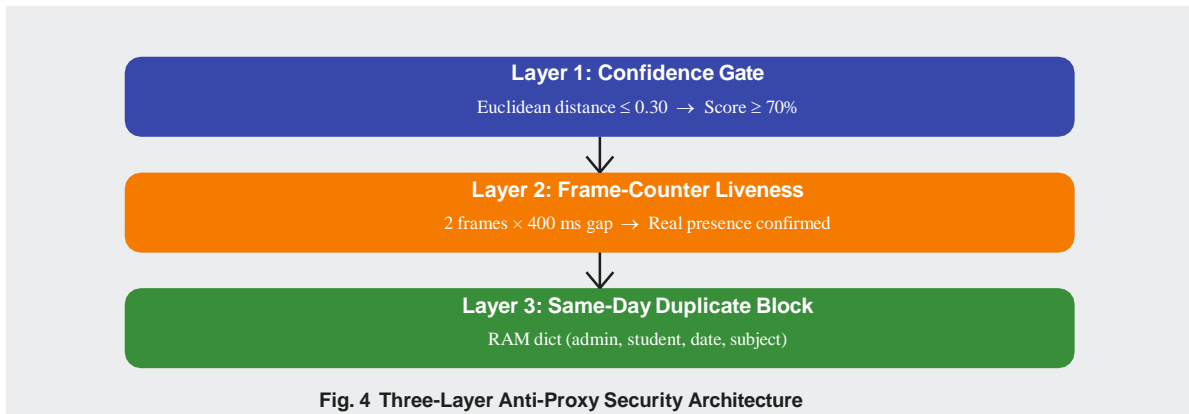 Layer 1: Confidence Gate
Euclidean distance ≤ 0.30 → Score ≥ 70%
Layer 2: Frame-Counter Liveness
2 frames × 400 ms gap → Real presence confirmed
Layer 3: Same-Day Duplicate Block
RAM dict (admin, student, date, subject)
Fig. 4 Three-Layer Anti-Proxy Security Architecture